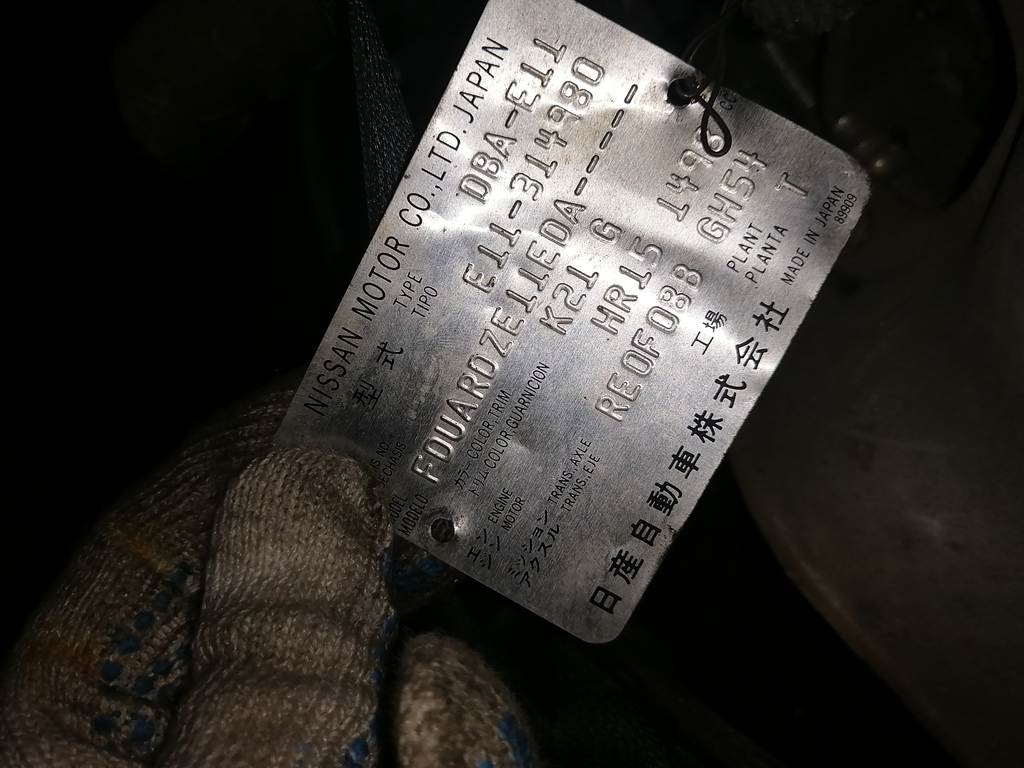 NISSAN MOTOR CO.,LTD. JAPAN
型 式 TYPE TIPO DBA-E11
E11-314980
MODELO FDUARDZE11EDA-----
カラー COLOR,TRIM K21 G
トリム COLOR,GUARNICION
エン ENGINE HR15
ジン MOTOR
ミッション TRANS. AXLE RE0F08B GH54
アクスル TRANS. EJE
工場 PLANT PLANTA T
日産自動車株式会社 MADE IN JAPAN
89909